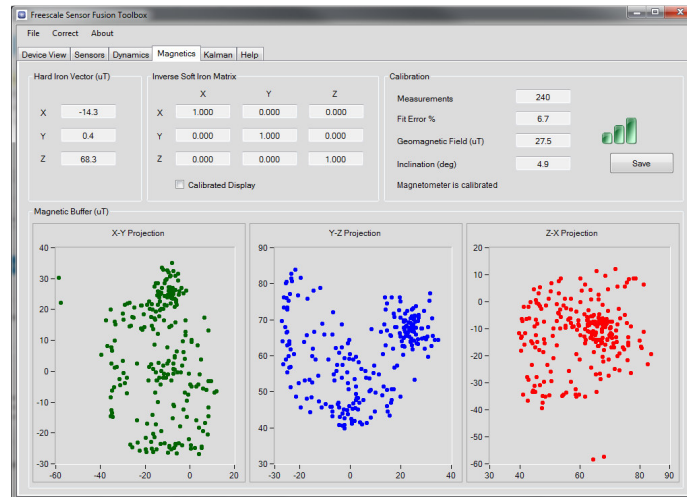 Freescale Sensor Fusion Toolbox
File Correct About
Device View Sensors Dynamics Magnetics Kalman Help
Hard Iron Vector (uT)
X -14.3
Y 0.4
Z 68.3
Inverse Soft Iron Matrix
X Y Z
X 1.000 0.000 0.000
Y 0.000 1.000 0.000
Z 0.000 0.000 1.000
Calibrated Display
Calibration
Measurements 240
Fit Error % 6.7
Geomagnetic Field (uT) 27.5
Inclination (deg) 4.9
Save
Magnetometer is calibrated
Magnetic Buffer (uT)
X-Y Projection
40
30
20
10
0
-10
-20
-30
-60 -40 -20 0 20
Y-Z Projection
90
80
70
60
50
40
30
-30 -20 0 20 40
Z-X Projection
20
10
0
-10
-20
-30
-40
-50
-60
30 40 60 80 90